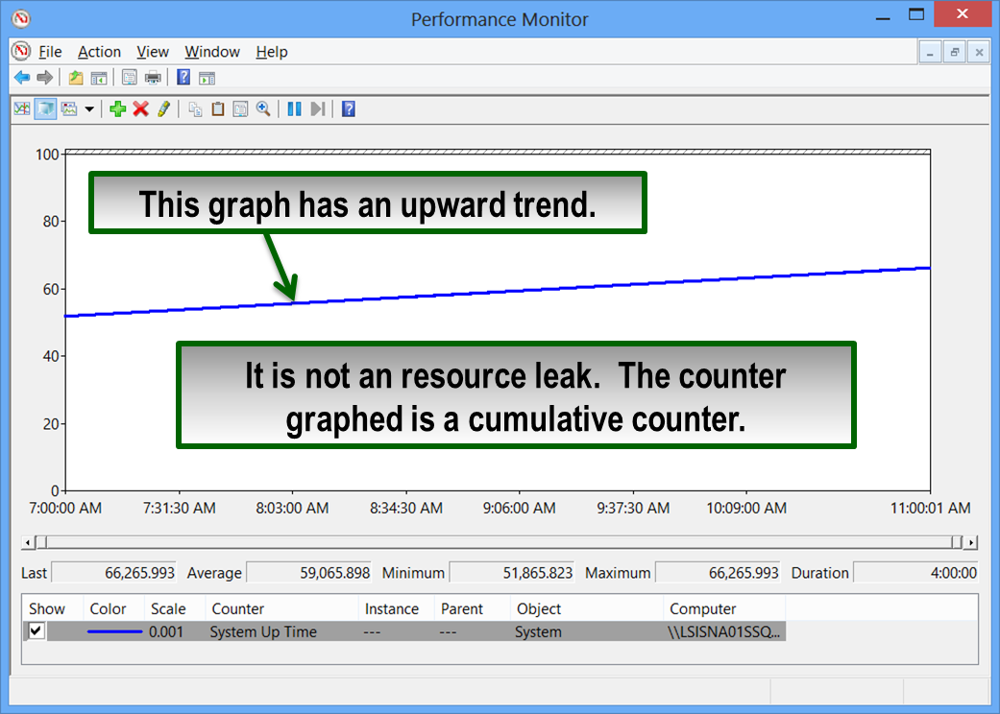 Performance Monitor
File Action View Window Help
100
80
60
40
20
0
This graph has an upward trend.
It is not an resource leak. The counter
graphed is a cumulative counter.
7:00:00 AM 7:31:30 AM 8:03:00 AM 8:34:30 AM 9:06:00 AM 9:37:30 AM 10:09:00 AM 11:00:01 AM
Last 66,265.993 Average 59,065.898 Minimum 51,865.823 Maximum 66,265.993 Duration 4:00:00
Show Color Scale Counter Instance Parent Object Computer
0.001 System Up Time --- --- System \\LSISNA01SSQ...